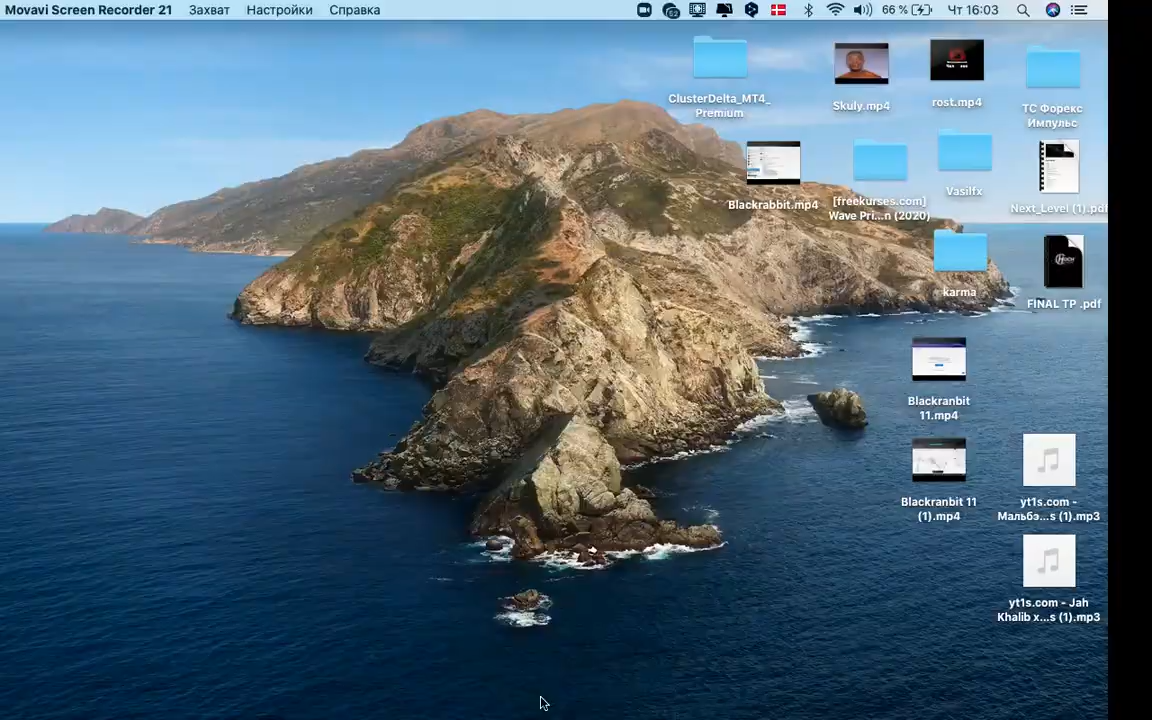 Movavi Screen Recorder 21 Захват Настройки Справка 66 % Чт 16:03
ClusterDelta_MT4_
Premium
Skuly.mp4
rost.mp4
ТС Форекс
Импульс
Blackrabbit.mp4
[freekurses.com]
Wave Pri...n (2020)
Vasilfx
Next_Level (1).pdf
karma
FINAL TP .pdf
Blackranbit
11.mp4
Blackranbit 11
(1).mp4
yt1s.com -
Мальбэ...s (1).mp3
yt1s.com - Jah
Khalib x...s (1).mp3